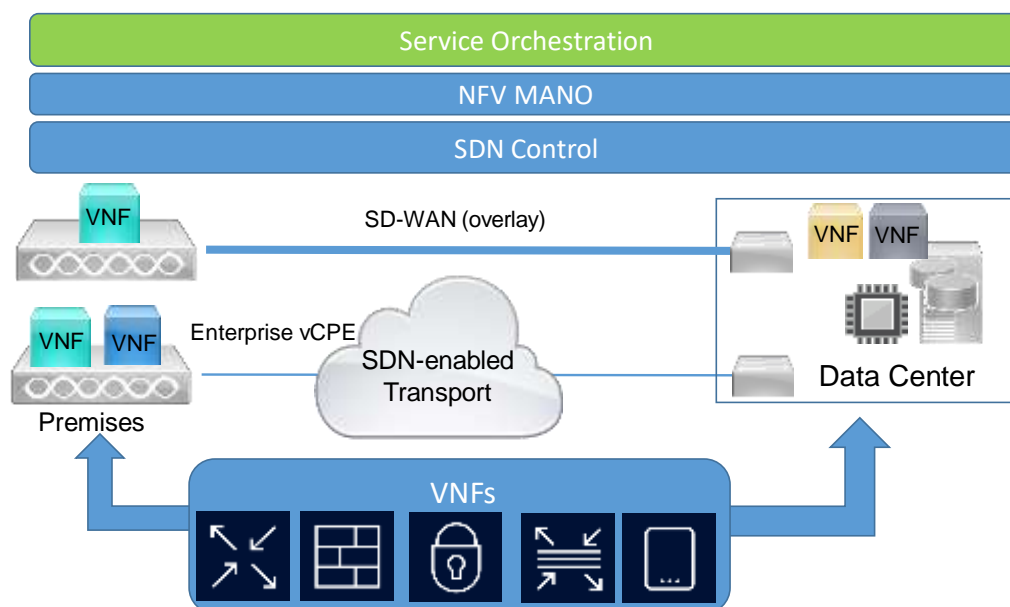 Service Orchestration
NFV MANO
SDN Control
VNF
SD-WAN (overlay)
VNF
VNF
VNF
VNF
Enterprise vCPE
SDN-enabled
Transport
Data Center
Premises
VNFs